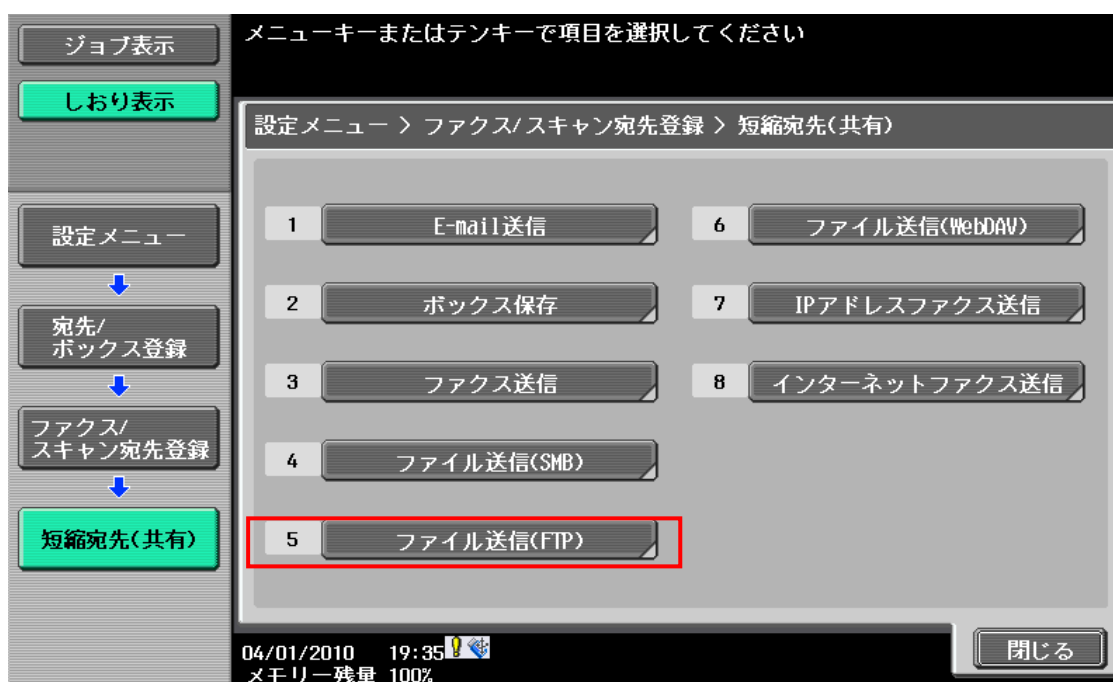 ジョブ表示
しおり表示
メニューキーまたはテンキーで項目を選択してください
設定メニュー > ファクス/スキャン宛先登録 > 短縮宛先(共有)
設定メニュー
宛先/
ボックス登録
ファクス/
スキャン宛先登録
短縮宛先(共有)
1 E-mail送信
2 ボックス保存
3 ファクス送信
4 ファイル送信(SMB)
5 ファイル送信(FTP)
6 ファイル送信(WebDAV)
7 IPアドレスファクス送信
8 インターネットファクス送信
04/01/2010 19:35
メモリー残量 100%
閉じる